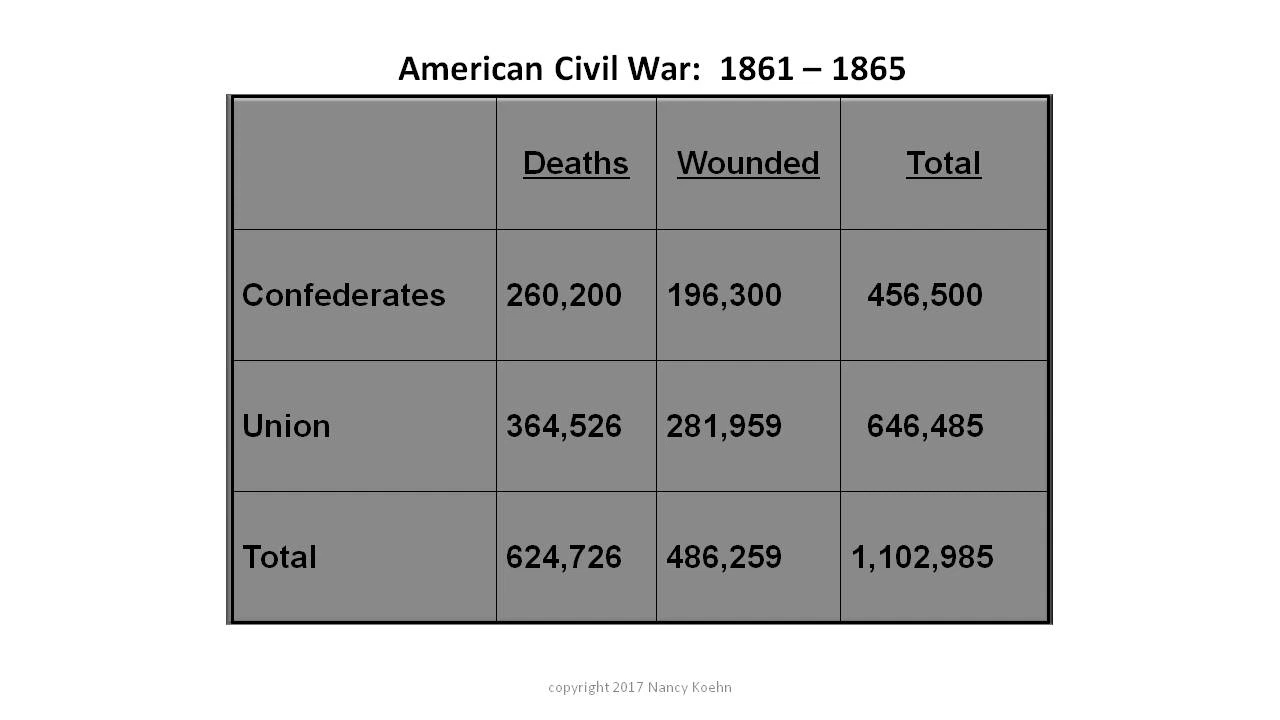 American Civil War:  1861 – 1865
Deaths Wounded Total
Confederates 260,200 196,300 456,500
Union 364,526 281,959 646,485
Total 624,726 486,259 1,102,985
copyright 2017 Nancy Koehn